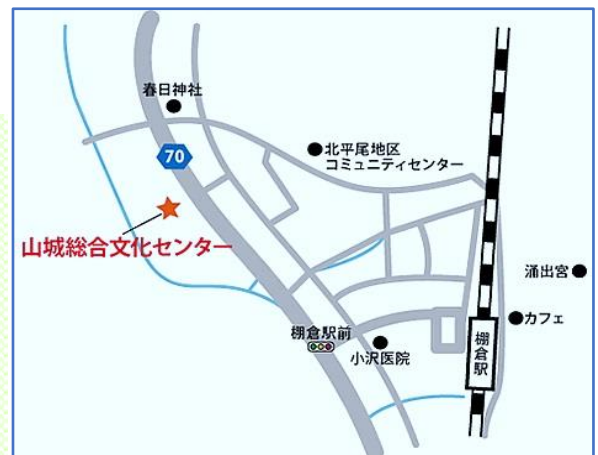 春日神社
70
北平尾地区
コミュニティセンター
山城総合文化センター
涌出宮
カフェ
棚倉駅前
小沢医院
棚倉駅